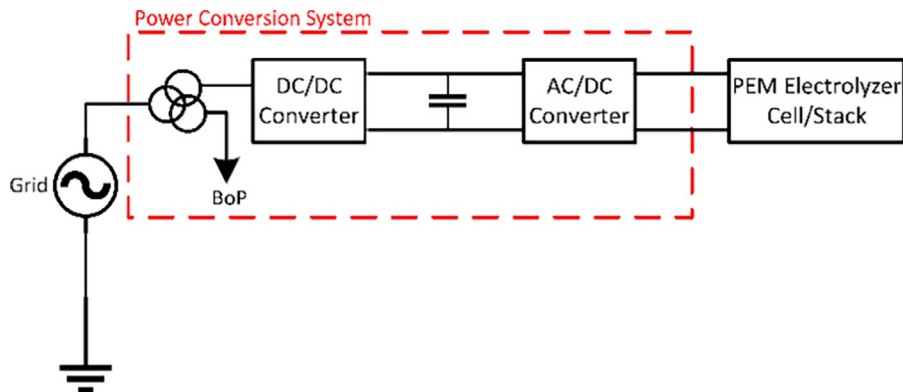 Power Conversion System
DC/DC
Converter
AC/DC
Converter
PEM Electrolyzer
Cell/Stack
Grid
BoP